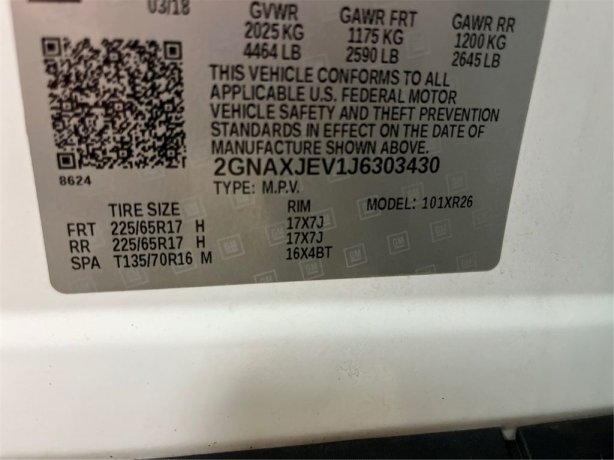 03/18
GVWR GAWR FRT GAWR RR
2025 KG 1175 KG 1200 KG
4464 LB 2590 LB 2645 LB
THIS VEHICLE CONFORMS TO ALL
APPLICABLE U.S. FEDERAL MOTOR
VEHICLE SAFETY AND THEFT PREVENTION
STANDARDS IN EFFECT ON THE DATE OF
MANUFACTURE SHOWN ABOVE.
8624
2GNAXJEV1J6303430
TYPE: M.P.V.
TIRE SIZE RIM MODEL: 101XR26
FRT 225/65R17 H 17X7J
RR 225/65R17 H 17X7J
SPA T135/70R16 M 16X4BT